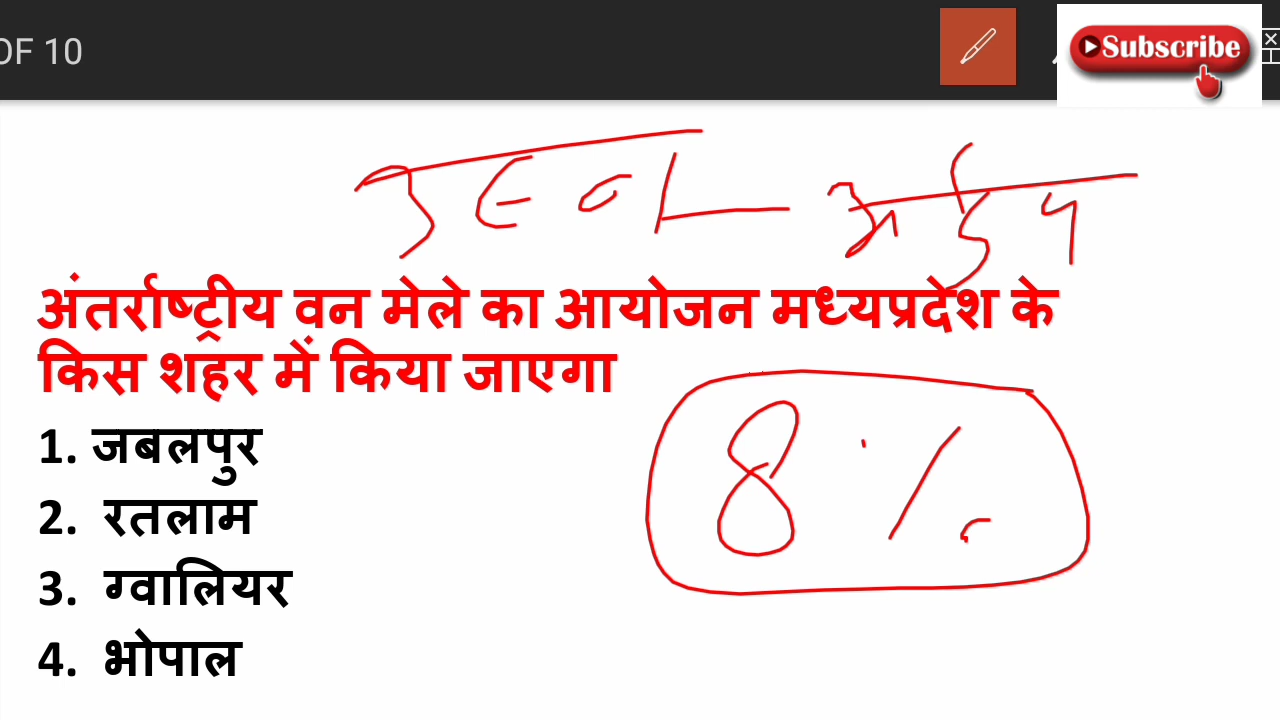 OF 10
Subscribe
अंतर्राष्ट्रीय वन मेले का आयोजन मध्यप्रदेश के
किस शहर में किया जाएगा
8 %
1. जबलपुर
2. रतलाम
3. ग्वालियर
4. भोपाल